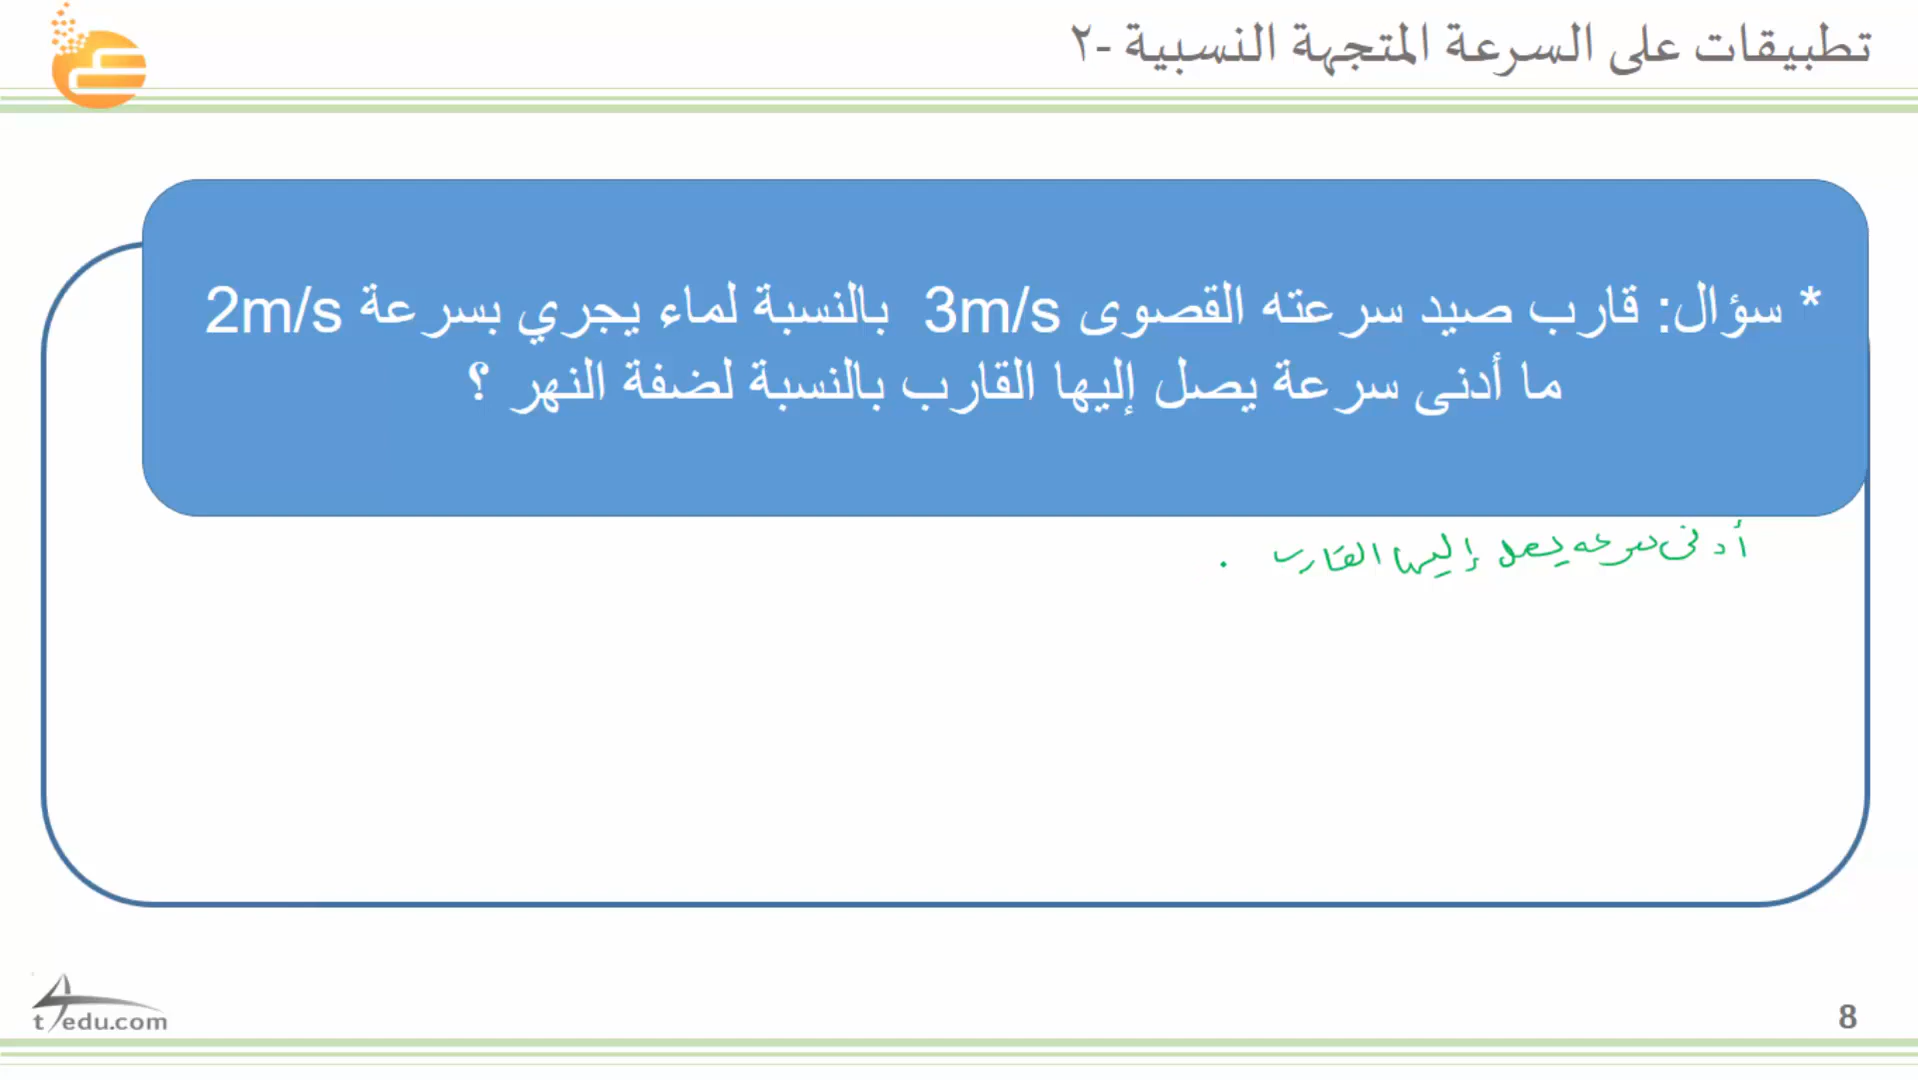 تطبيقات على السرعة المتجهة النسبية -٢
* سؤال: قارب صيد سرعته القصوى 3m/s بالنسبة لماء يجري بسرعة 2m/s
ما أدنى سرعة يصل إليها القارب بالنسبة لضفة النهر ؟
أدنى سرعه يصل إليها القارب .
t4edu.com
8